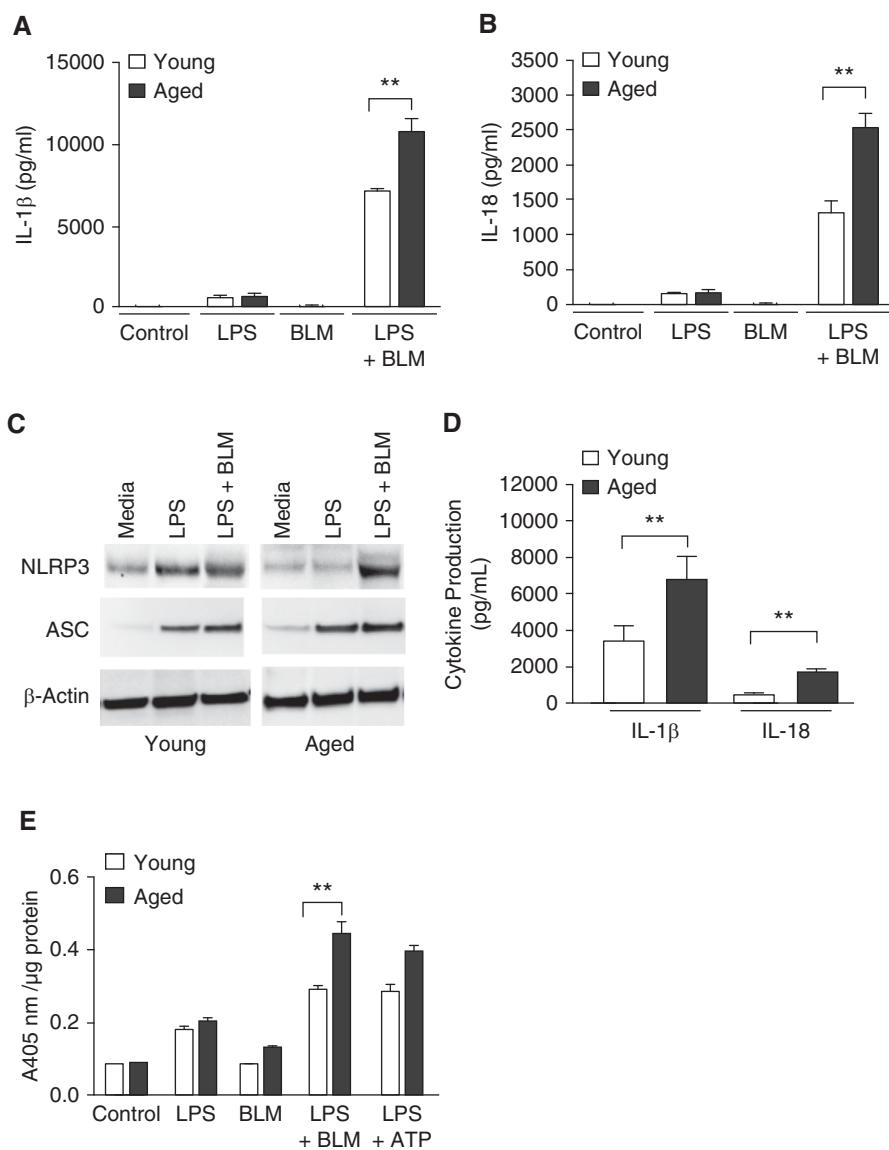 A
Young
Aged
IL-1β (pg/ml)
15000
10000
5000
0
**
Control LPS BLM LPS
+ BLM
B
Young
Aged
IL-18 (pg/ml)
3500
3000
2500
2000
1500
1000
500
0
**
Control LPS BLM LPS
+ BLM
C
Media LPS LPS + BLM Media LPS LPS + BLM
NLRP3
ASC
β-Actin
Young Aged
D
Young
Aged
Cytokine Production
(pg/mL)
12000
10000
8000
6000
4000
2000
0
** **
IL-1β IL-18
E
Young
Aged
A405 nm /μg protein
0.6
0.4
0.2
0.0
**
Control LPS BLM LPS LPS
+ BLM + ATP